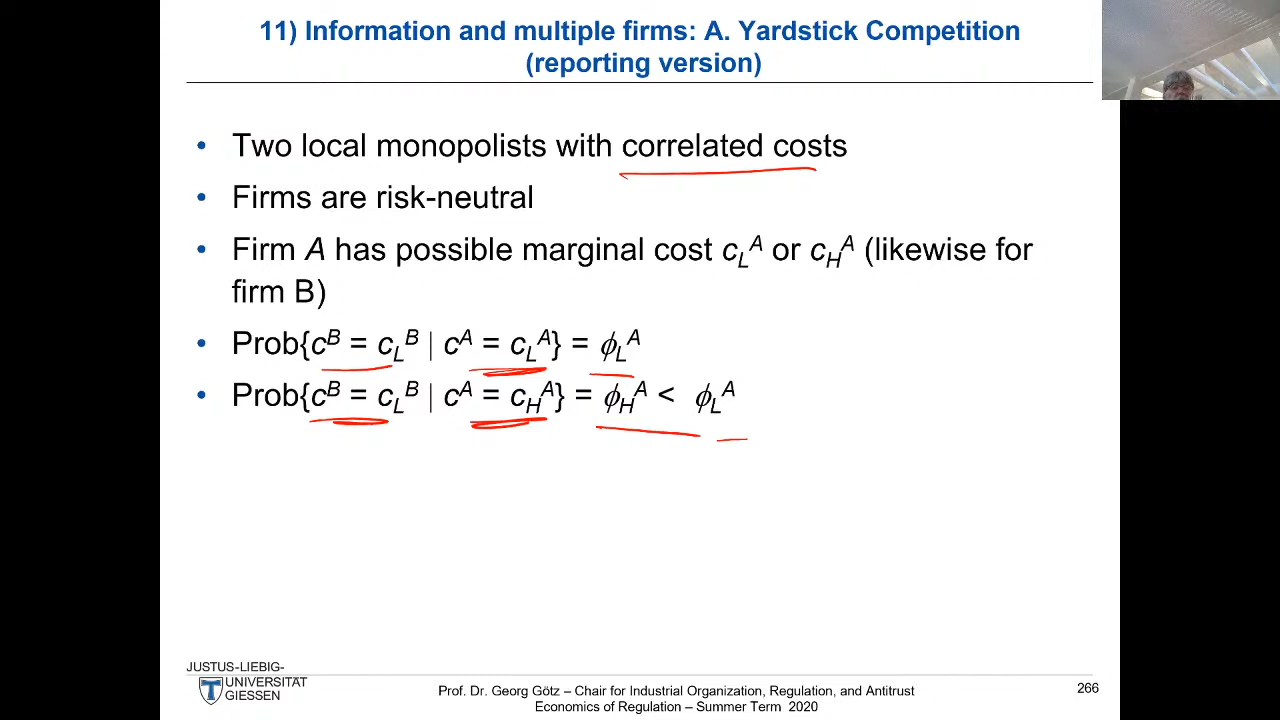 11) Information and multiple firms: A. Yardstick Competition
(reporting version)
• Two local monopolists with correlated costs
• Firms are risk-neutral
• Firm A has possible marginal cost c_L^A or c_H^A (likewise for
firm B)
• Prob{c^B = c_L^B | c^A = c_L^A} = ϕ_L^A
• Prob{c^B = c_L^B | c^A = c_H^A} = ϕ_H^A < ϕ_L^A
JUSTUS-LIEBIG-
UNIVERSITÄT
GIESSEN
Prof. Dr. Georg Götz – Chair for Industrial Organization, Regulation, and Antitrust
Economics of Regulation – Summer Term 2020
266